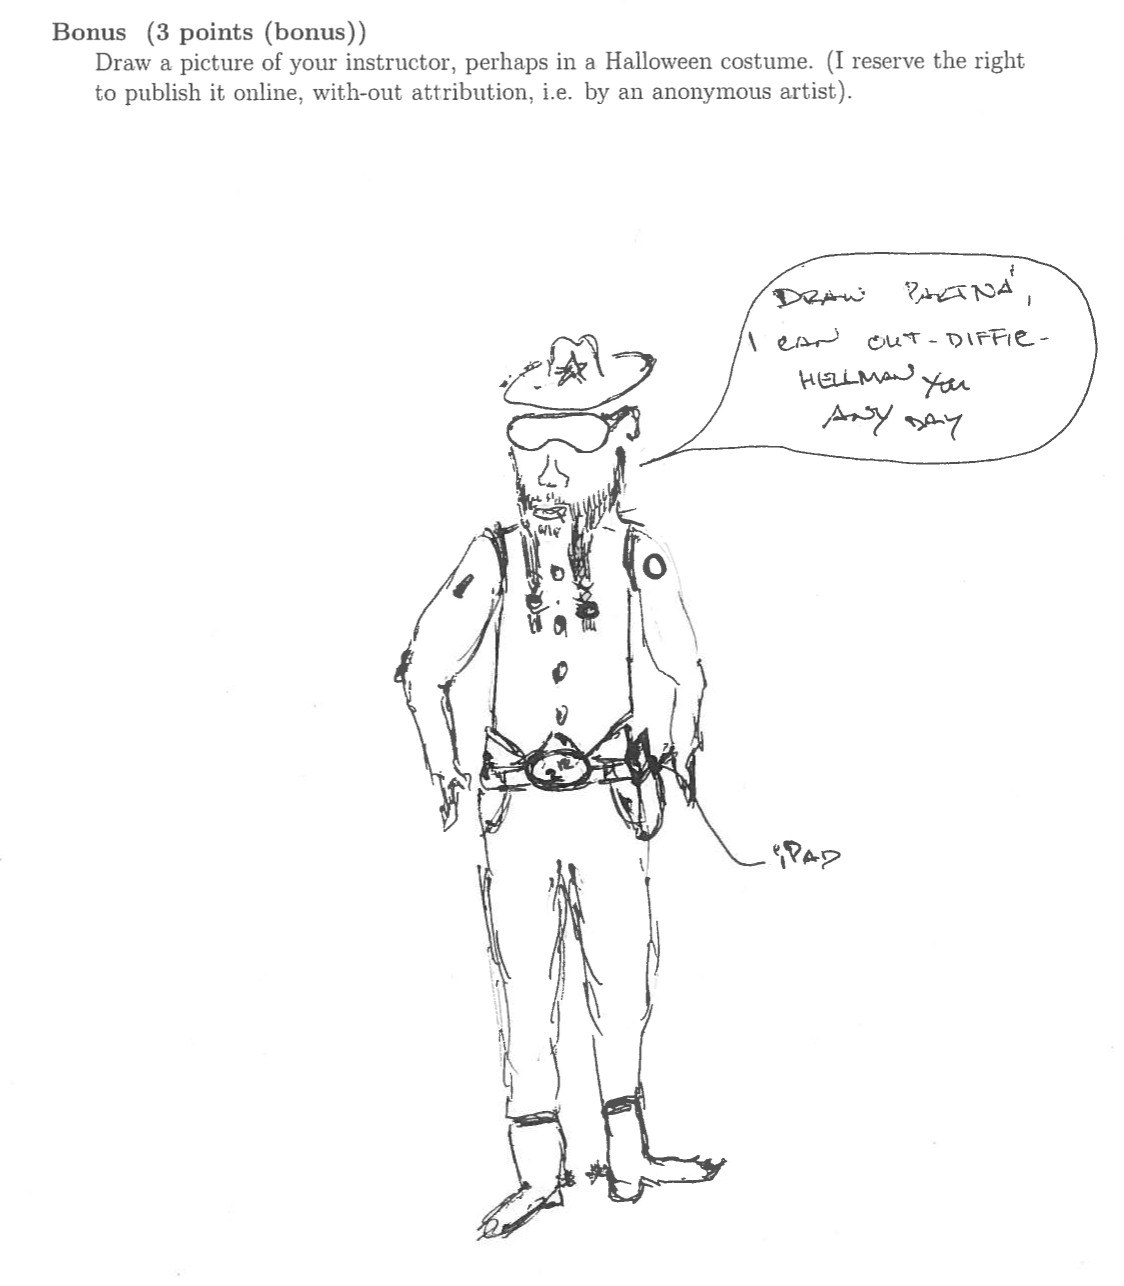 Bonus (3 points (bonus))
Draw a picture of your instructor, perhaps in a Halloween costume. (I reserve the right
to publish it online, with-out attribution, i.e. by an anonymous artist).
DRAW PARTNA',
I CAN OUT-DIFFIE-
HELLMAN YOU
ANY DAY
iPAD